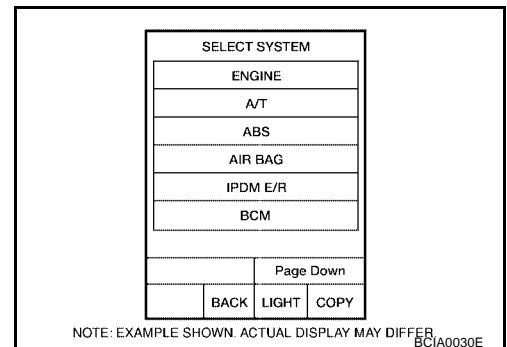 SELECT SYSTEM
ENGINE
A/T
ABS
AIR BAG
IPDM E/R
BCM
Page Down
BACK LIGHT COPY
NOTE: EXAMPLE SHOWN. ACTUAL DISPLAY MAY DIFFER
BCIA0030E